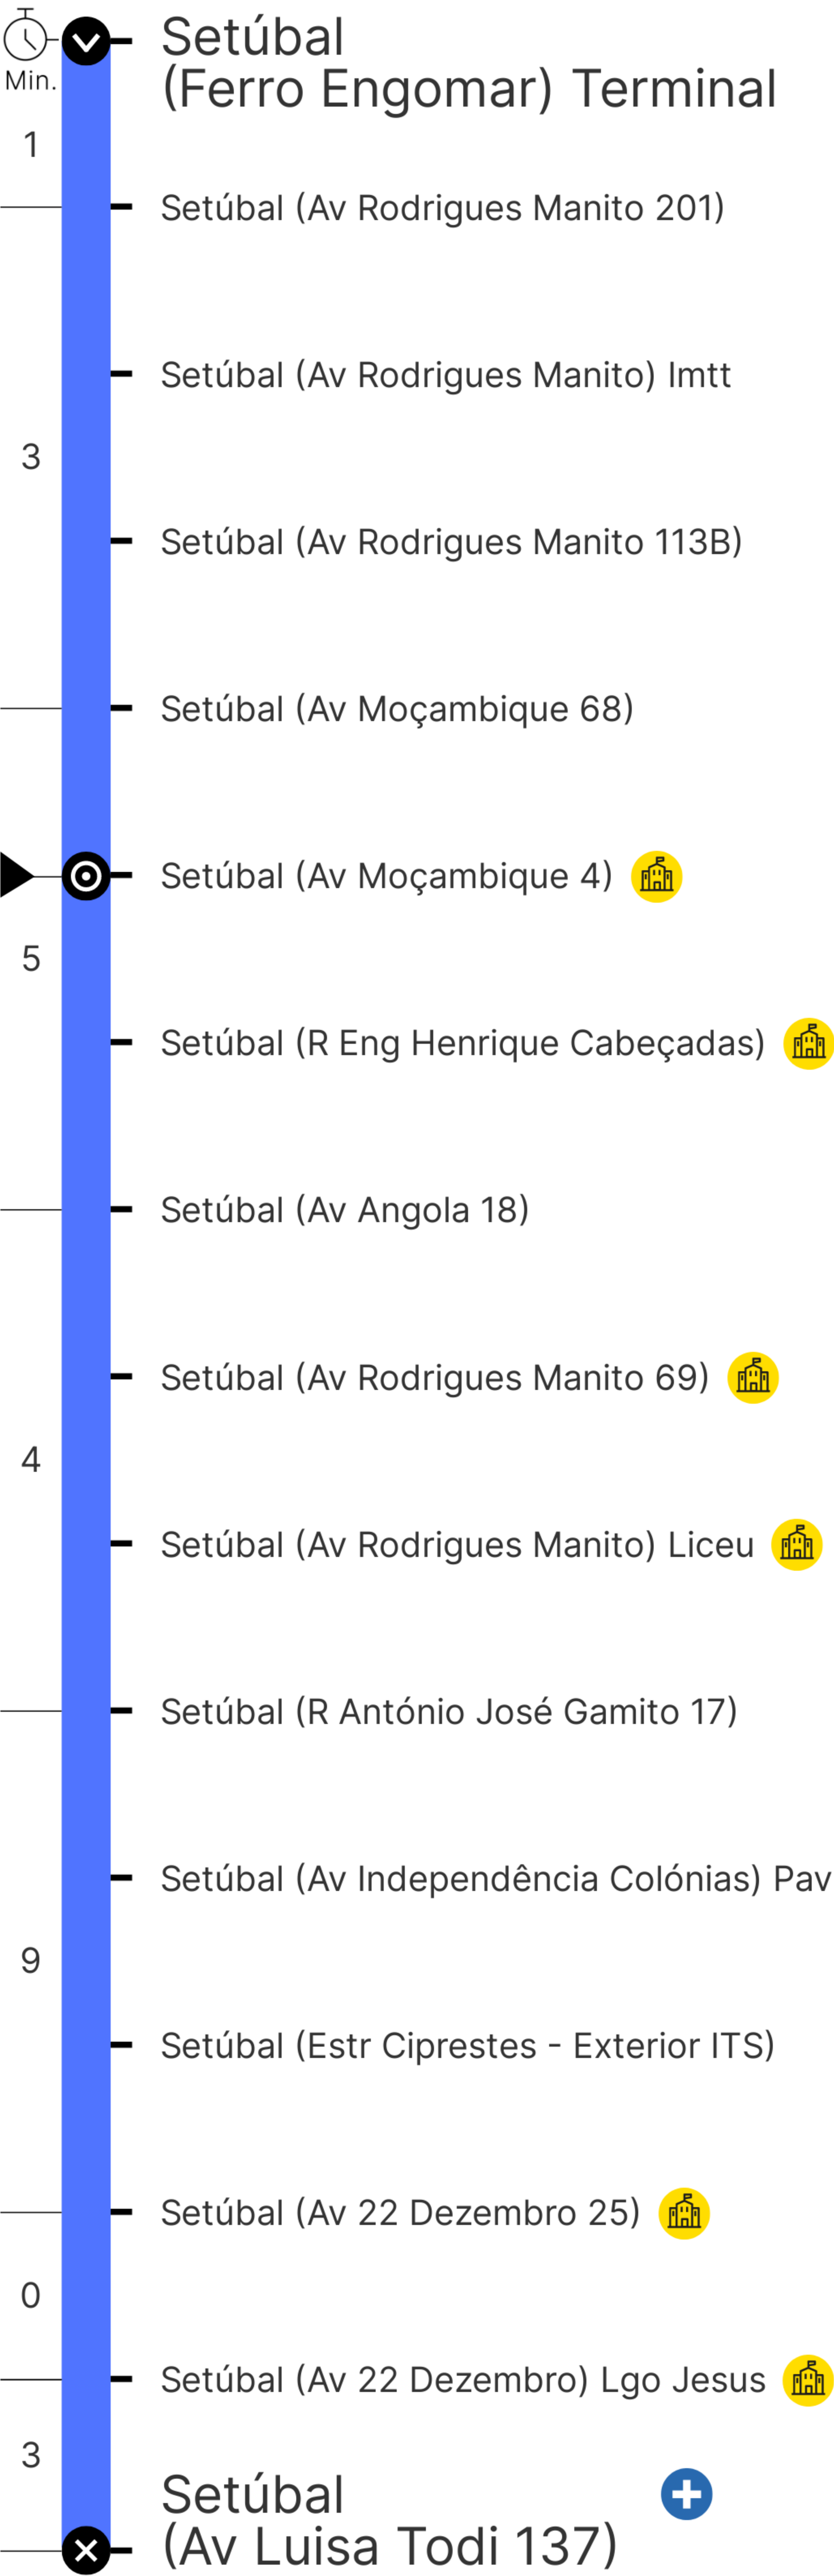 Setúbal
(Ferro Engomar) Terminal
Min.
1
Setúbal (Av Rodrigues Manito 201)
Setúbal (Av Rodrigues Manito) Imtt
3
Setúbal (Av Rodrigues Manito 113B)
Setúbal (Av Moçambique 68)
Setúbal (Av Moçambique 4)
5
Setúbal (R Eng Henrique Cabeçadas)
Setúbal (Av Angola 18)
Setúbal (Av Rodrigues Manito 69)
4
Setúbal (Av Rodrigues Manito) Liceu
Setúbal (R António José Gamito 17)
Setúbal (Av Independência Colónias) Pav
9
Setúbal (Estr Ciprestes - Exterior ITS)
Setúbal (Av 22 Dezembro 25)
0
Setúbal (Av 22 Dezembro) Lgo Jesus
3
Setúbal
(Av Luisa Todi 137)